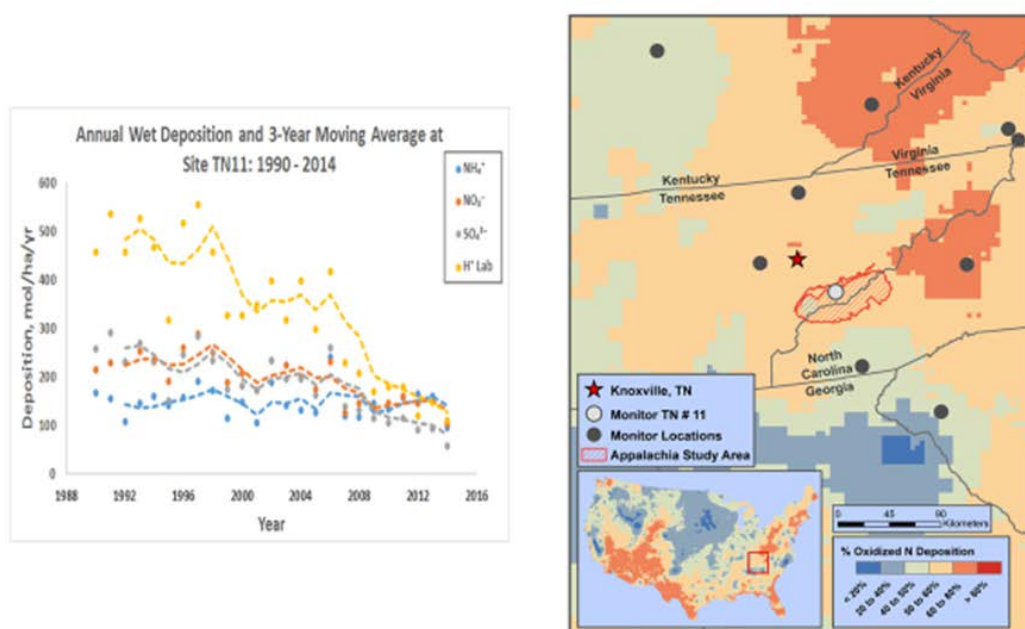 Annual Wet Deposition and 3-Year Moving Average at
Site TN11: 1990 - 2014
NH₄⁺
NO₃⁻
SO₄²⁻
H⁺ Lab
Deposition, mol/ha/yr
600
500
400
300
200
100
0
1988
1992
1996
2000
2004
2008
2012
2016
Year
Kentucky
Virginia
Virginia
Tennessee
Kentucky
Tennessee
North
Carolina
Georgia
Knoxville, TN
Monitor TN # 11
Monitor Locations
Appalachia Study Area
0
45
90
Kilometers
% Oxidized N Deposition
< 20%
20 to 40%
40 to 50%
50 to 60%
60 to 80%
> 80%